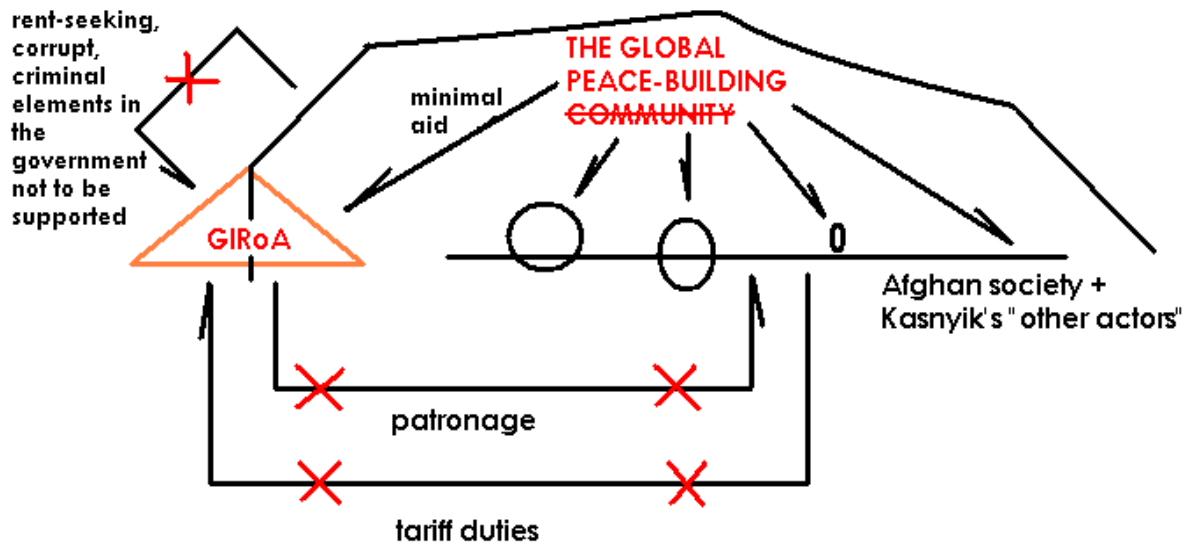 rent-seeking,
corrupt,
criminal
elements in
the
government
not to be
supported
THE GLOBAL
PEACE-BUILDING
COMMUNITY
minimal
aid
GIRoA
0
Afghan society +
Kasnyik's "other actors"
patronage
tariff duties